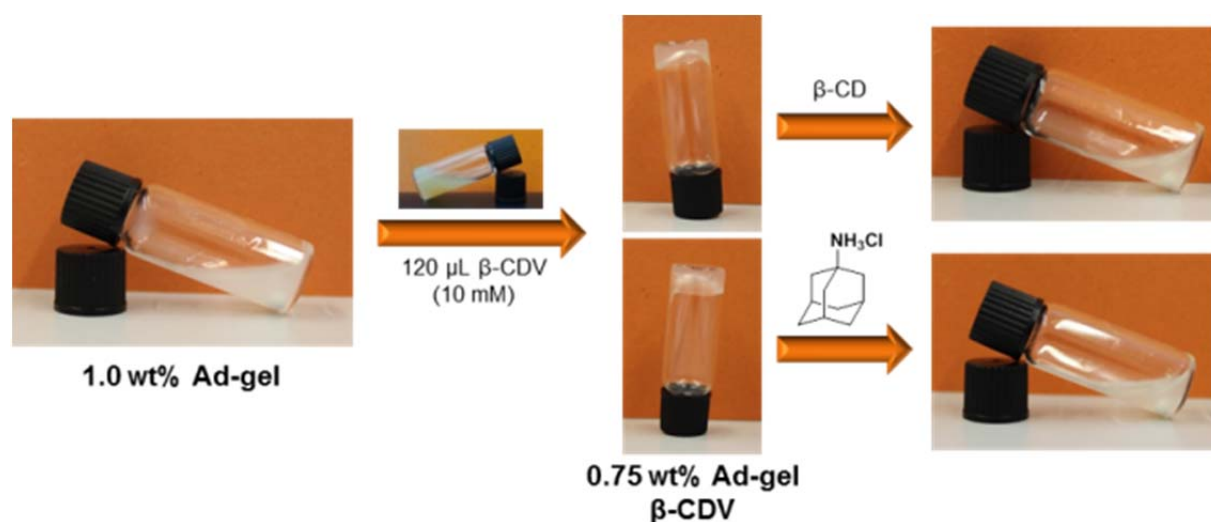 1.0 wt% Ad-gel
120 µL β-CDV
(10 mM)
0.75 wt% Ad-gel
β-CDV
β-CD
NH₃Cl